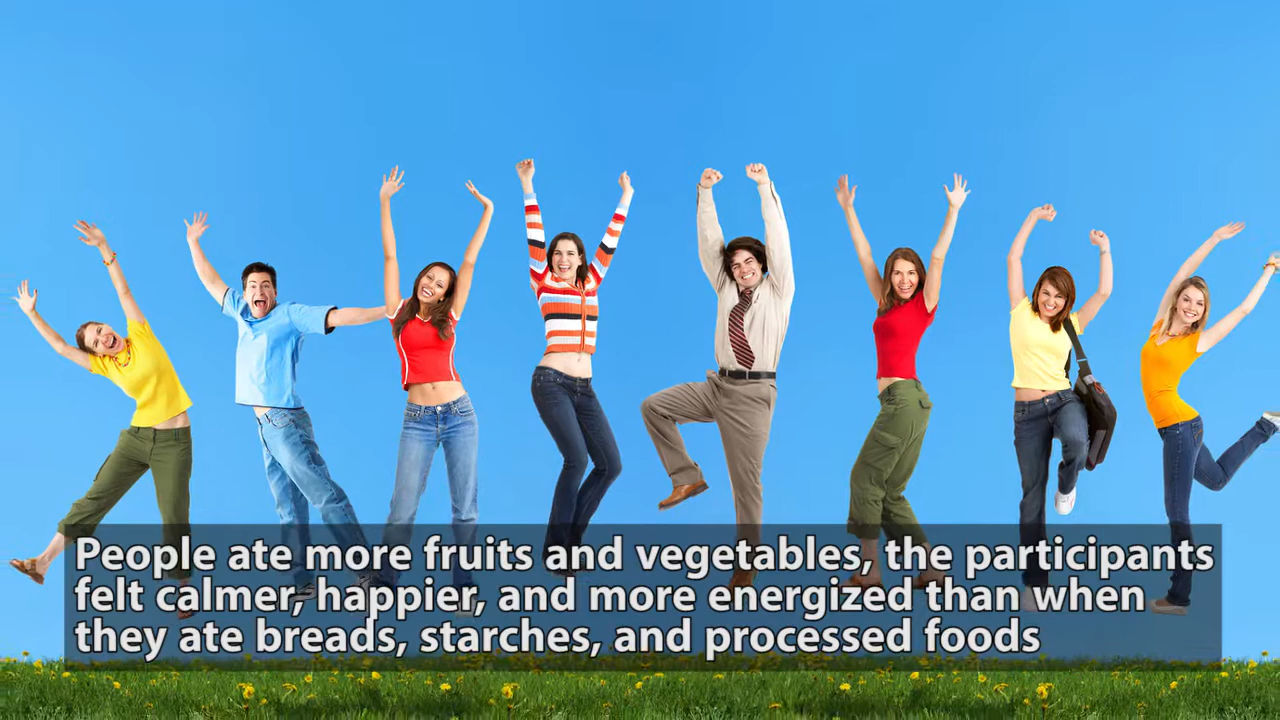 People ate more fruits and vegetables, the participants
felt calmer, happier, and more energized than when
they ate breads, starches, and processed foods